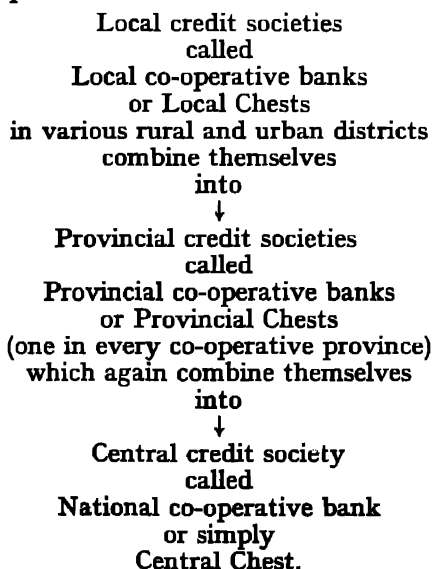 Local credit societies
called
Local co-operative banks
or Local Chests
in various rural and urban districts
combine themselves
into
↓
Provincial credit societies
called
Provincial co-operative banks
or Provincial Chests
(one in every co-operative province)
which again combine themselves
into
↓
Central credit society
called
National co-operative bank
or simply
Central Chest.